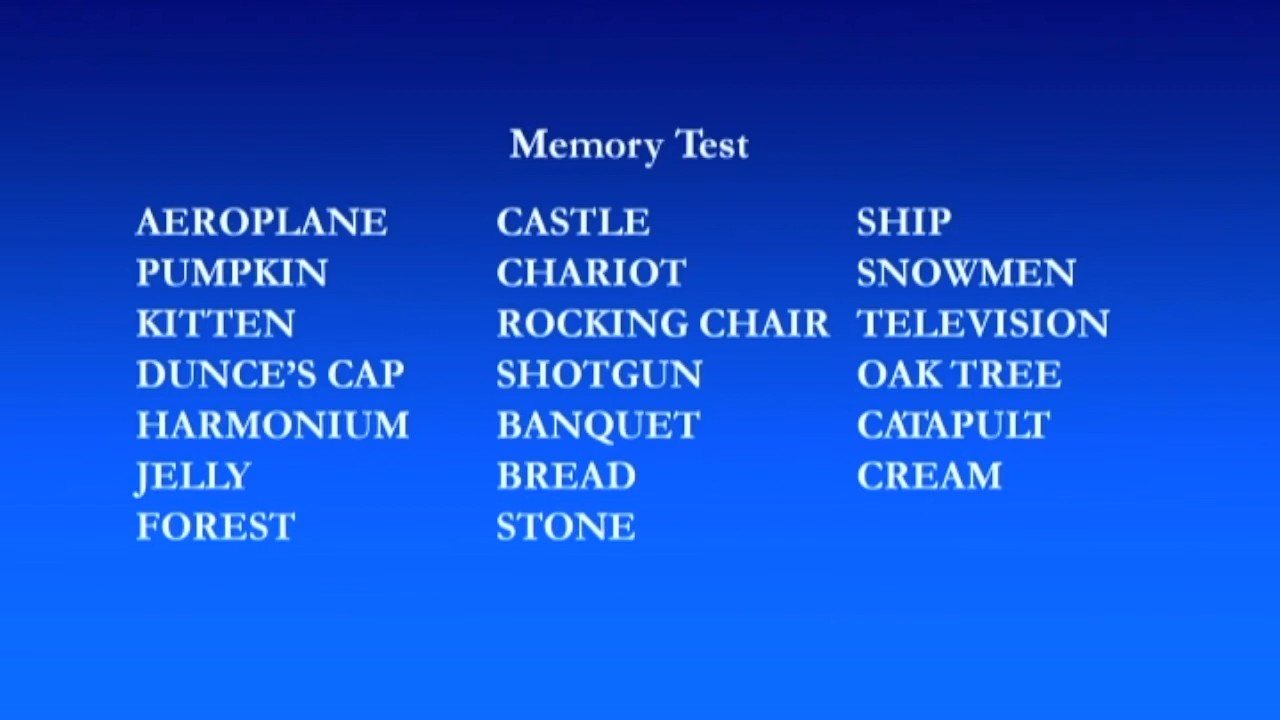 Memory Test
AEROPLANE
PUMPKIN
KITTEN
DUNCE’S CAP
HARMONIUM
JELLY
FOREST
CASTLE
CHARIOT
ROCKING CHAIR
SHOTGUN
BANQUET
BREAD
STONE
SHIP
SNOWMEN
TELEVISION
OAK TREE
CATAPULT
CREAM